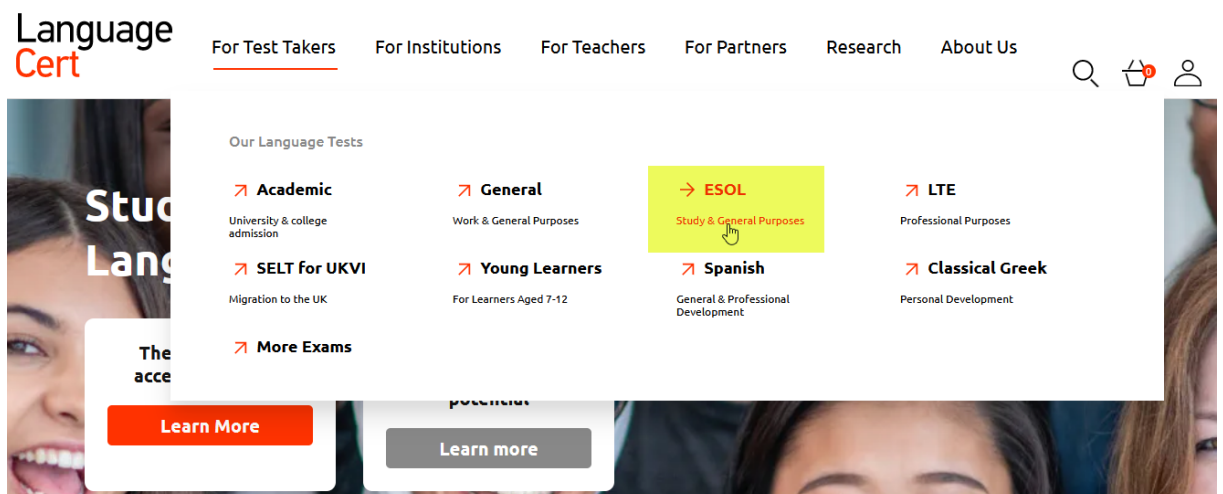 Language
Cert
For Test Takers
For Institutions
For Teachers
For Partners
Research
About Us
0
Our Language Tests
Academic
University & college
admission
General
Work & General Purposes
ESOL
Study & General Purposes
LTE
Professional Purposes
SELT for UKVI
Migration to the UK
Young Learners
For Learners Aged 7-12
Spanish
General & Professional
Development
Classical Greek
Personal Development
More Exams
The
Learn More
potential
Learn more